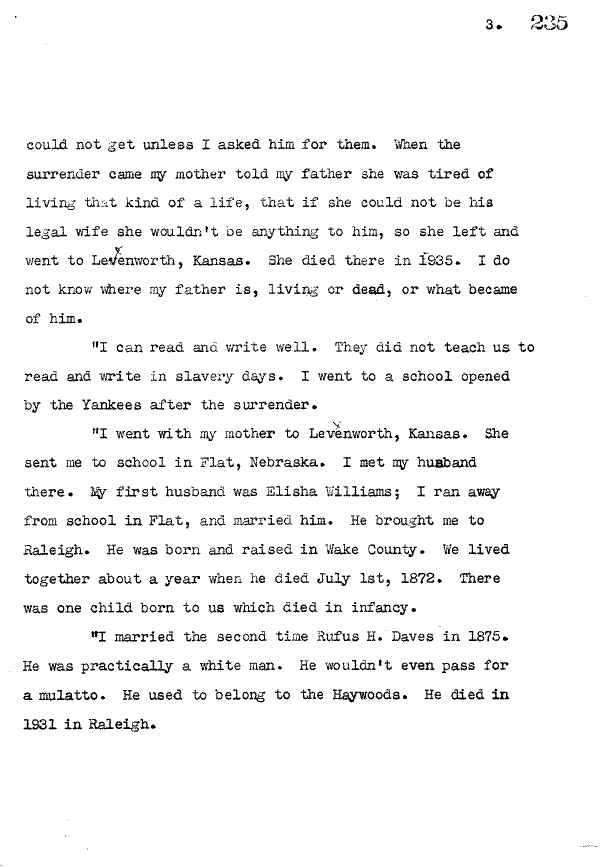 3. 235
could not get unless I asked him for them. When the
surrender came my mother told my father she was tired of
living that kind of a life, that if she could not be his
legal wife she wouldn't be anything to him, so she left and
went to Levenworth, Kansas. She died there in 1935. I do
not know where my father is, living or dead, or what became
of him.
"I can read and write well. They did not teach us to
read and write in slavery days. I went to a school opened
by the Yankees after the surrender.
"I went with my mother to Levenworth, Kansas. She
sent me to school in Flat, Nebraska. I met my husband
there. My first husband was Elisha Williams; I ran away
from school in Flat, and married him. He brought me to
Raleigh. He was born and raised in Wake County. We lived
together about a year when he died July 1st, 1872. There
was one child born to us which died in infancy.
"I married the second time Rufus H. Daves in 1875.
He was practically a white man. He wouldn't even pass for
a mulatto. He used to belong to the Haywoods. He died in
1931 in Raleigh.